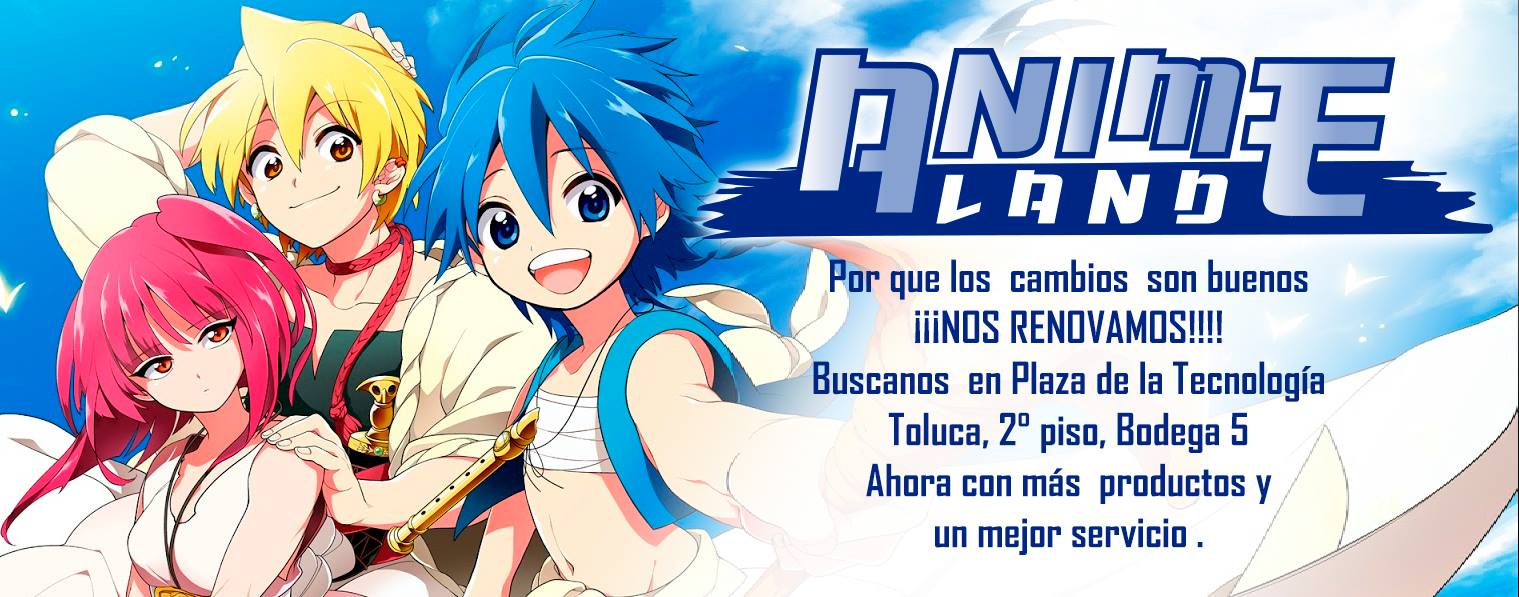 ANIME
LAND
Por que los cambios son buenos
¡¡¡NOS RENOVAMOS!!!!
Buscanos en Plaza de la Tecnología
Toluca, 2° piso, Bodega 5
Ahora con más productos y
un mejor servicio .